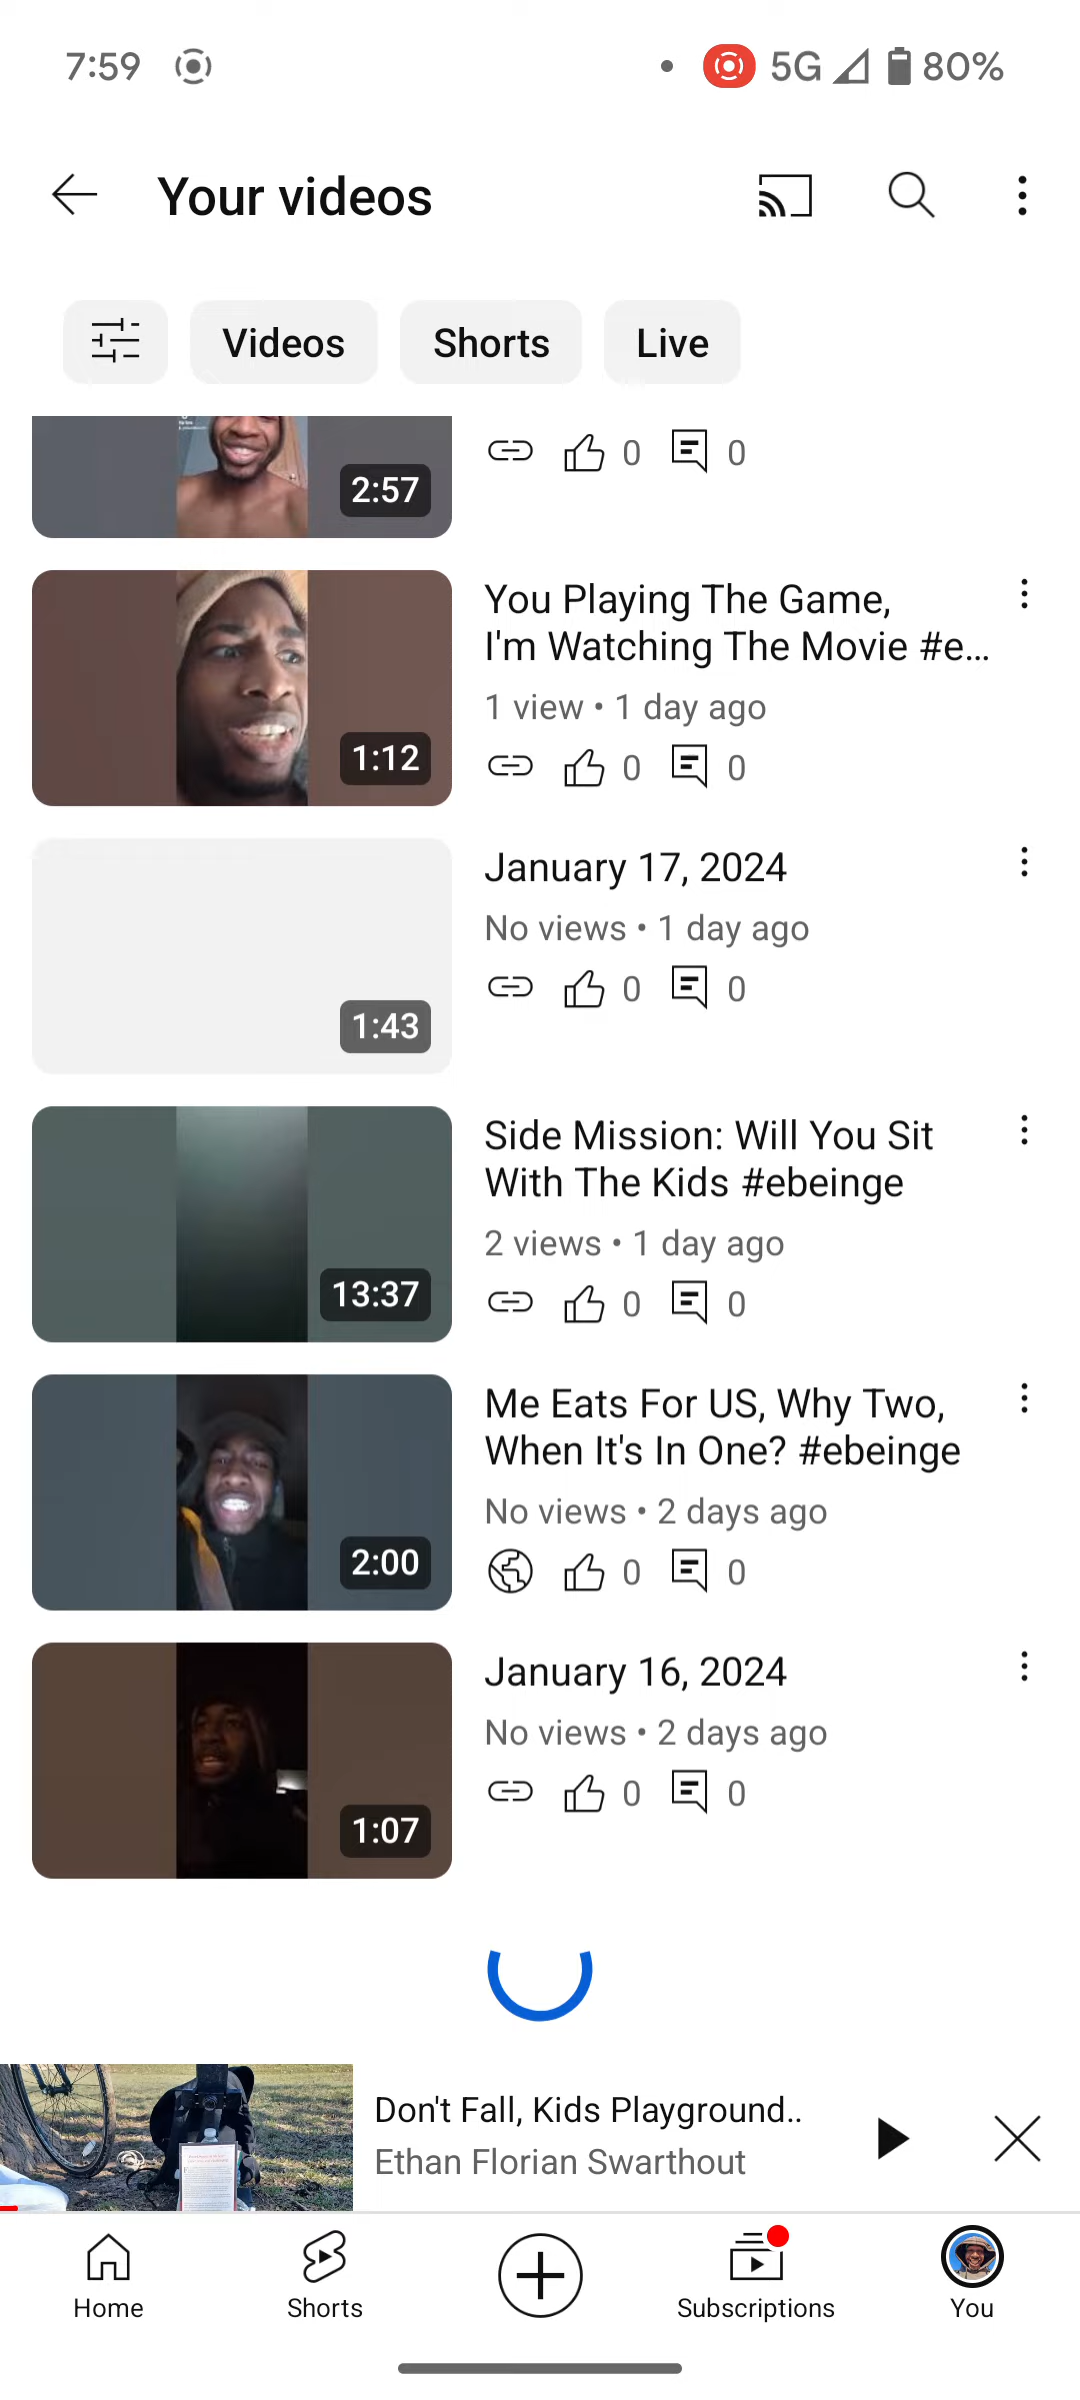 7:59
5G 80%
Your videos
Videos Shorts Live
2:57
0 0
You Playing The Game,
I'm Watching The Movie #e...
1 view • 1 day ago
1:12
0 0
January 17, 2024
No views • 1 day ago
0 0
1:43
Side Mission: Will You Sit
With The Kids #ebeinge
2 views • 1 day ago
13:37
0 0
Me Eats For US, Why Two,
When It's In One? #ebeinge
No views • 2 days ago
2:00
0 0
January 16, 2024
No views • 2 days ago
0 0
1:07
Don't Fall, Kids Playground..
Ethan Florian Swarthout
Home Shorts Subscriptions You